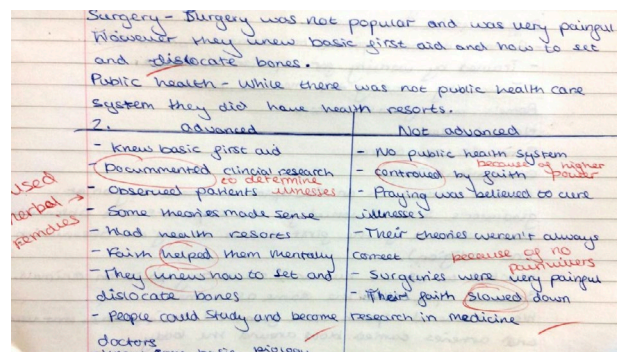 Surgery - Surgery was not popular and was very painful
However they knew basic first aid and how to set
and dislocate bones.
Public health - While there was not public health care
system they did have health resorts.
2. advanced
- Knew basic first aid
- Docummented clincial research
to determine
- Observed patients illnesses
used herbal remedies
- Some theories made sense
- Had health resorts
- Faith helped them mentally
- They knew how to set and
dislocate bones
- People could study and become
doctors
basic biology
Not advanced
- No public health system
because of higher power
- Controlled by faith
- Praying was believed to cure
illnesses
- Their theories weren't always
correct because of no
painkillers
- Surgeries were very painful
- Their faith slowed down
research in medicine